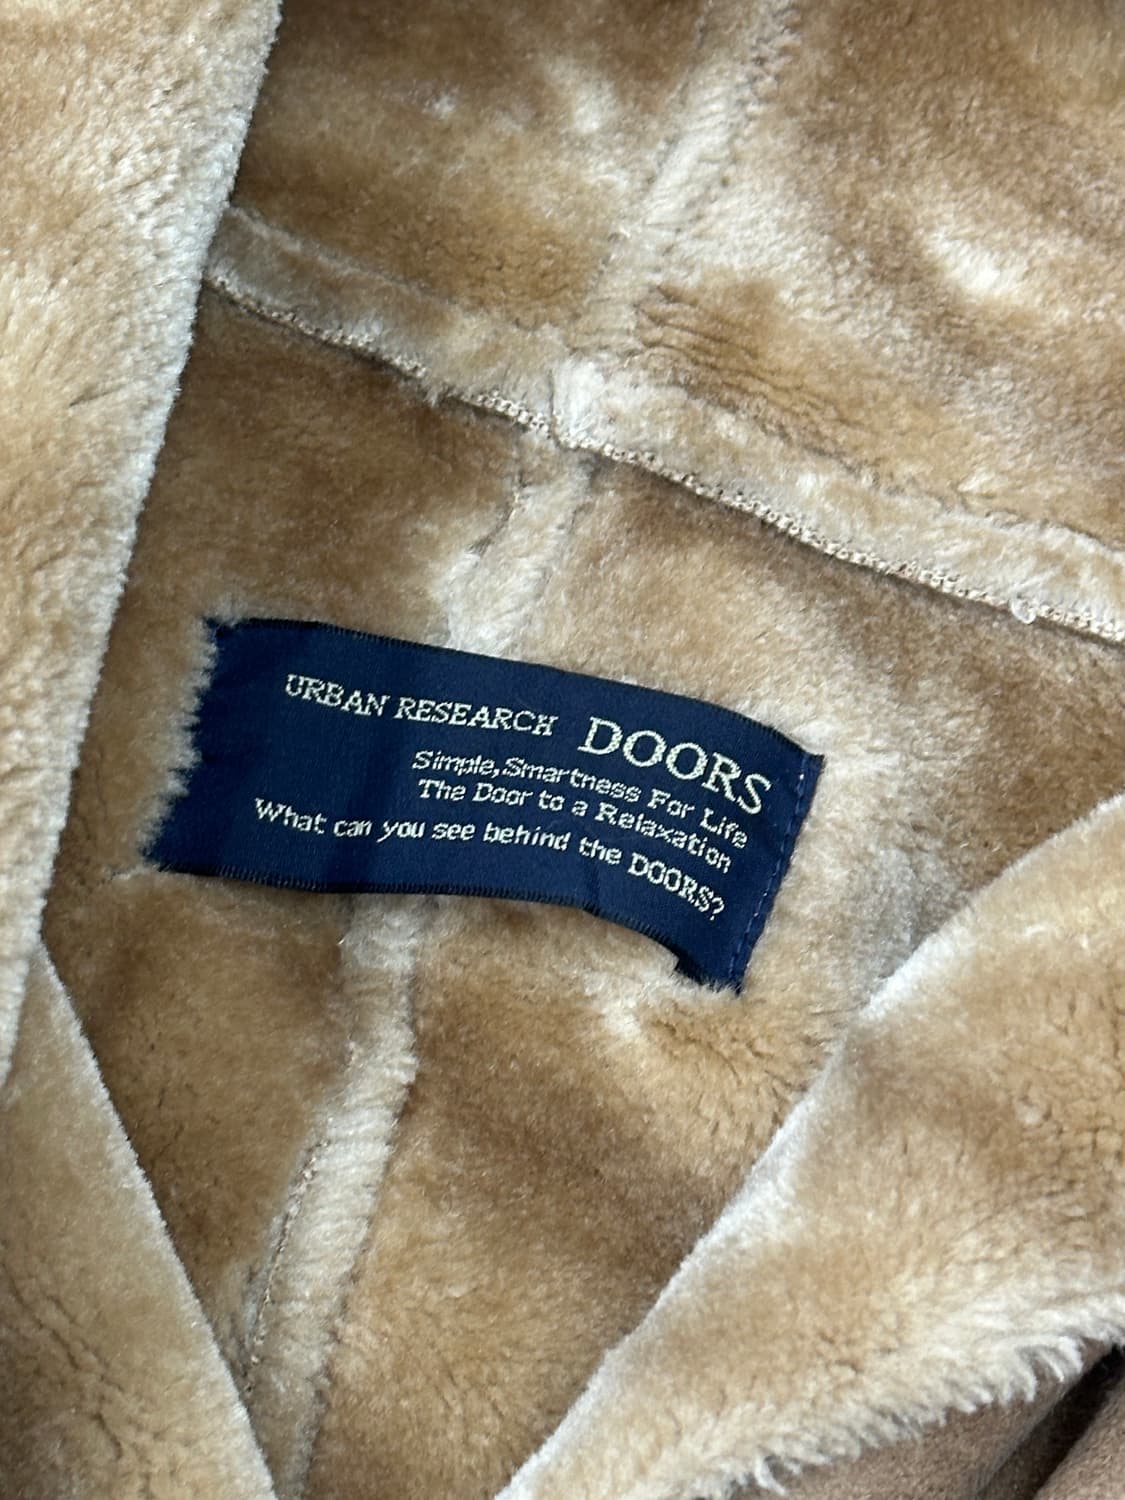 URBAN RESEARCH DOORS
Simple,Smartness For Life
The Door to a Relaxation
What can you see behind the DOORS?